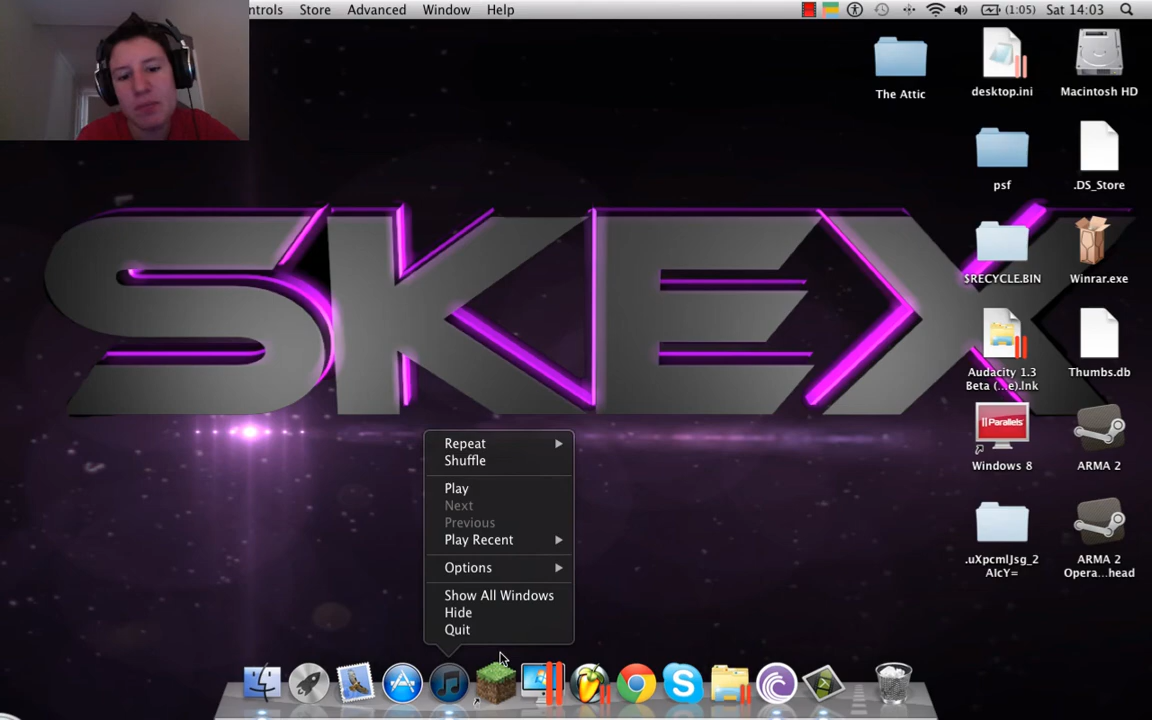 ntrols Store Advanced Window Help
(1:05) Sat 14:03
The Attic
desktop.ini
Macintosh HD
psf
.DS_Store
SKEX
$RECYCLE.BIN
Winrar.exe
Audacity 1.3
Beta (...e).lnk
Thumbs.db
Parallels
Windows 8
ARMA 2
.uXpcmlJsg_2
AlcY=
ARMA 2
Opera...head
Repeat
Shuffle
Play
Next
Previous
Play Recent
Options
Show All Windows
Hide
Quit